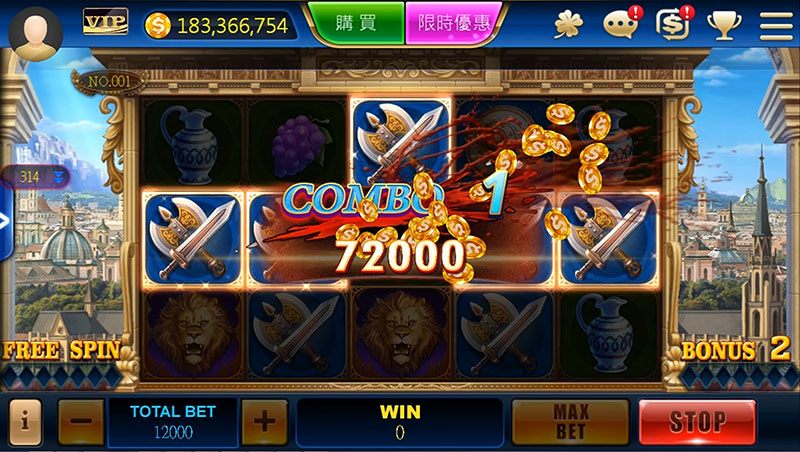 VIP
183,366,754
購買
限時優惠
NO.001
314
COMBO 1
72000
FREE SPIN
BONUS 2
TOTAL BET
12000
WIN
0
MAX
BET
STOP